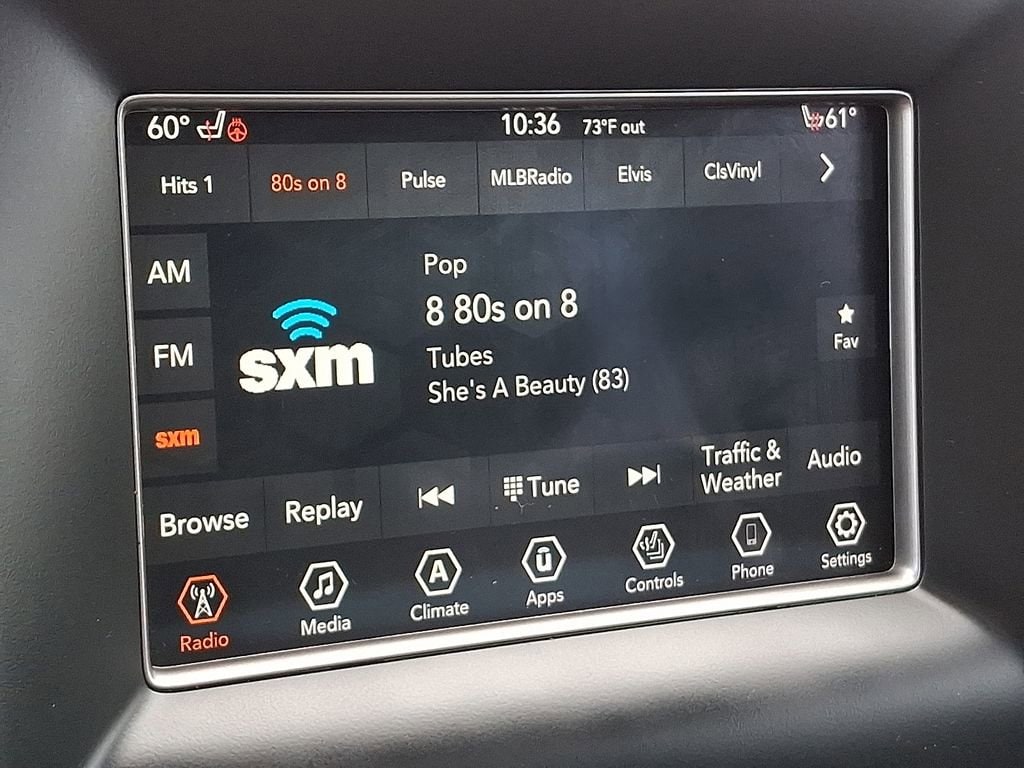 60° 10:36 73°F out 61°
Hits 1 80s on 8 Pulse MLBRadio Elvis ClsVinyl
AM
FM
sxm
sxm
Pop
8 80s on 8
Tubes
She's A Beauty (83)
Fav
Browse Replay Tune Traffic & Weather Audio
Radio Media A Climate ū Apps Controls Phone Settings